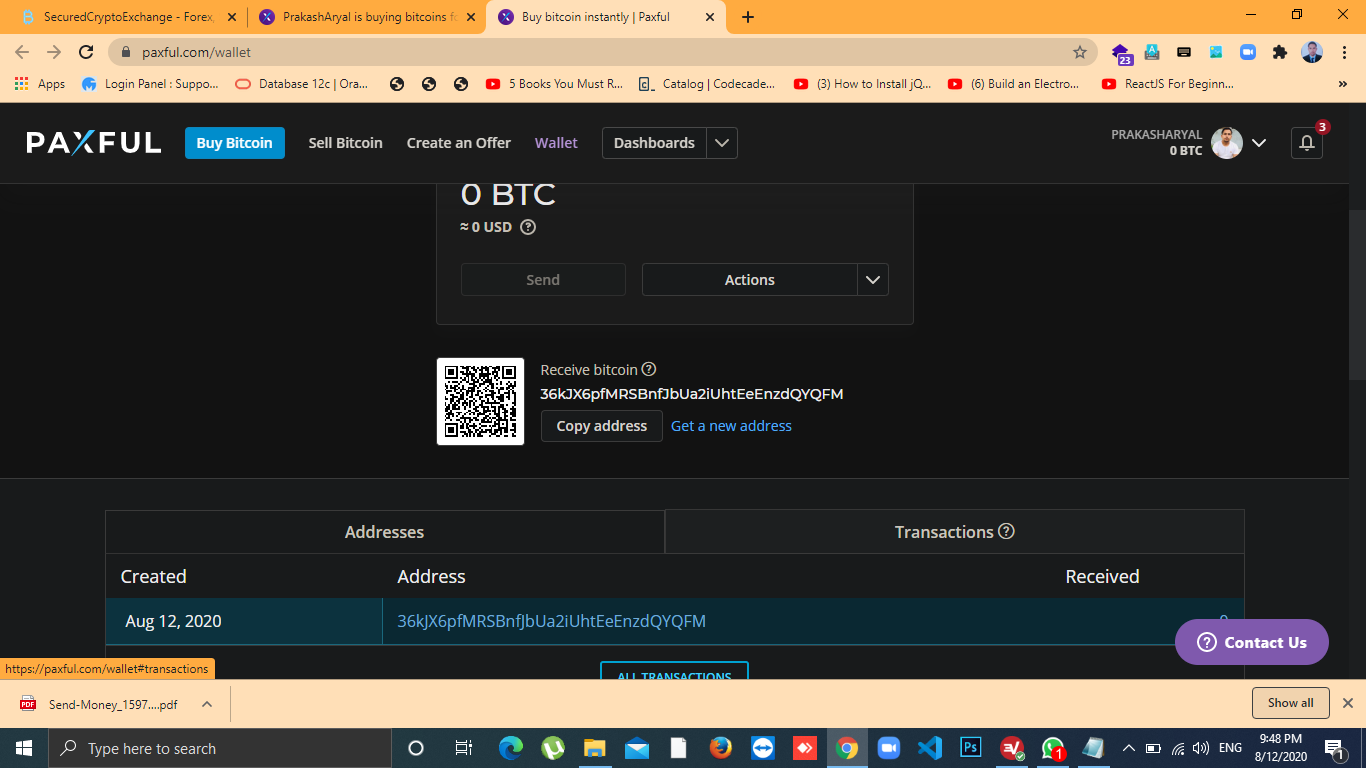 SecuredCryptoExchange - Forex,
PrakashAryal is buying bitcoins fo
Buy bitcoin instantly | Paxful
paxful.com/wallet
23
Apps
Login Panel : Suppo...
Database 12c | Ora...
5 Books You Must R...
Catalog | Codecade...
(3) How to Install jQ...
(6) Build an Electro...
ReactJS For Beginn...
PAXFUL
Buy Bitcoin
Sell Bitcoin
Create an Offer
Wallet
Dashboards
PRAKASHARYAL
0 BTC
3
0 BTC
≈ 0 USD
Send
Actions
Receive bitcoin
36kJX6pfMRSBnfJbUa2iUhtEeEnzdQYQFM
Copy address
Get a new address
Addresses
Transactions
Created
Address
Received
Aug 12, 2020
36kJX6pfMRSBnfJbUa2iUhtEeEnzdQYQFM
Contact Us
https://paxful.com/wallet#transactions
ALL TRANSACTIONS
PDF
Send-Money_1597....pdf
Show all
Type here to search
Ps
1
ENG
9:48 PM
8/12/2020
1